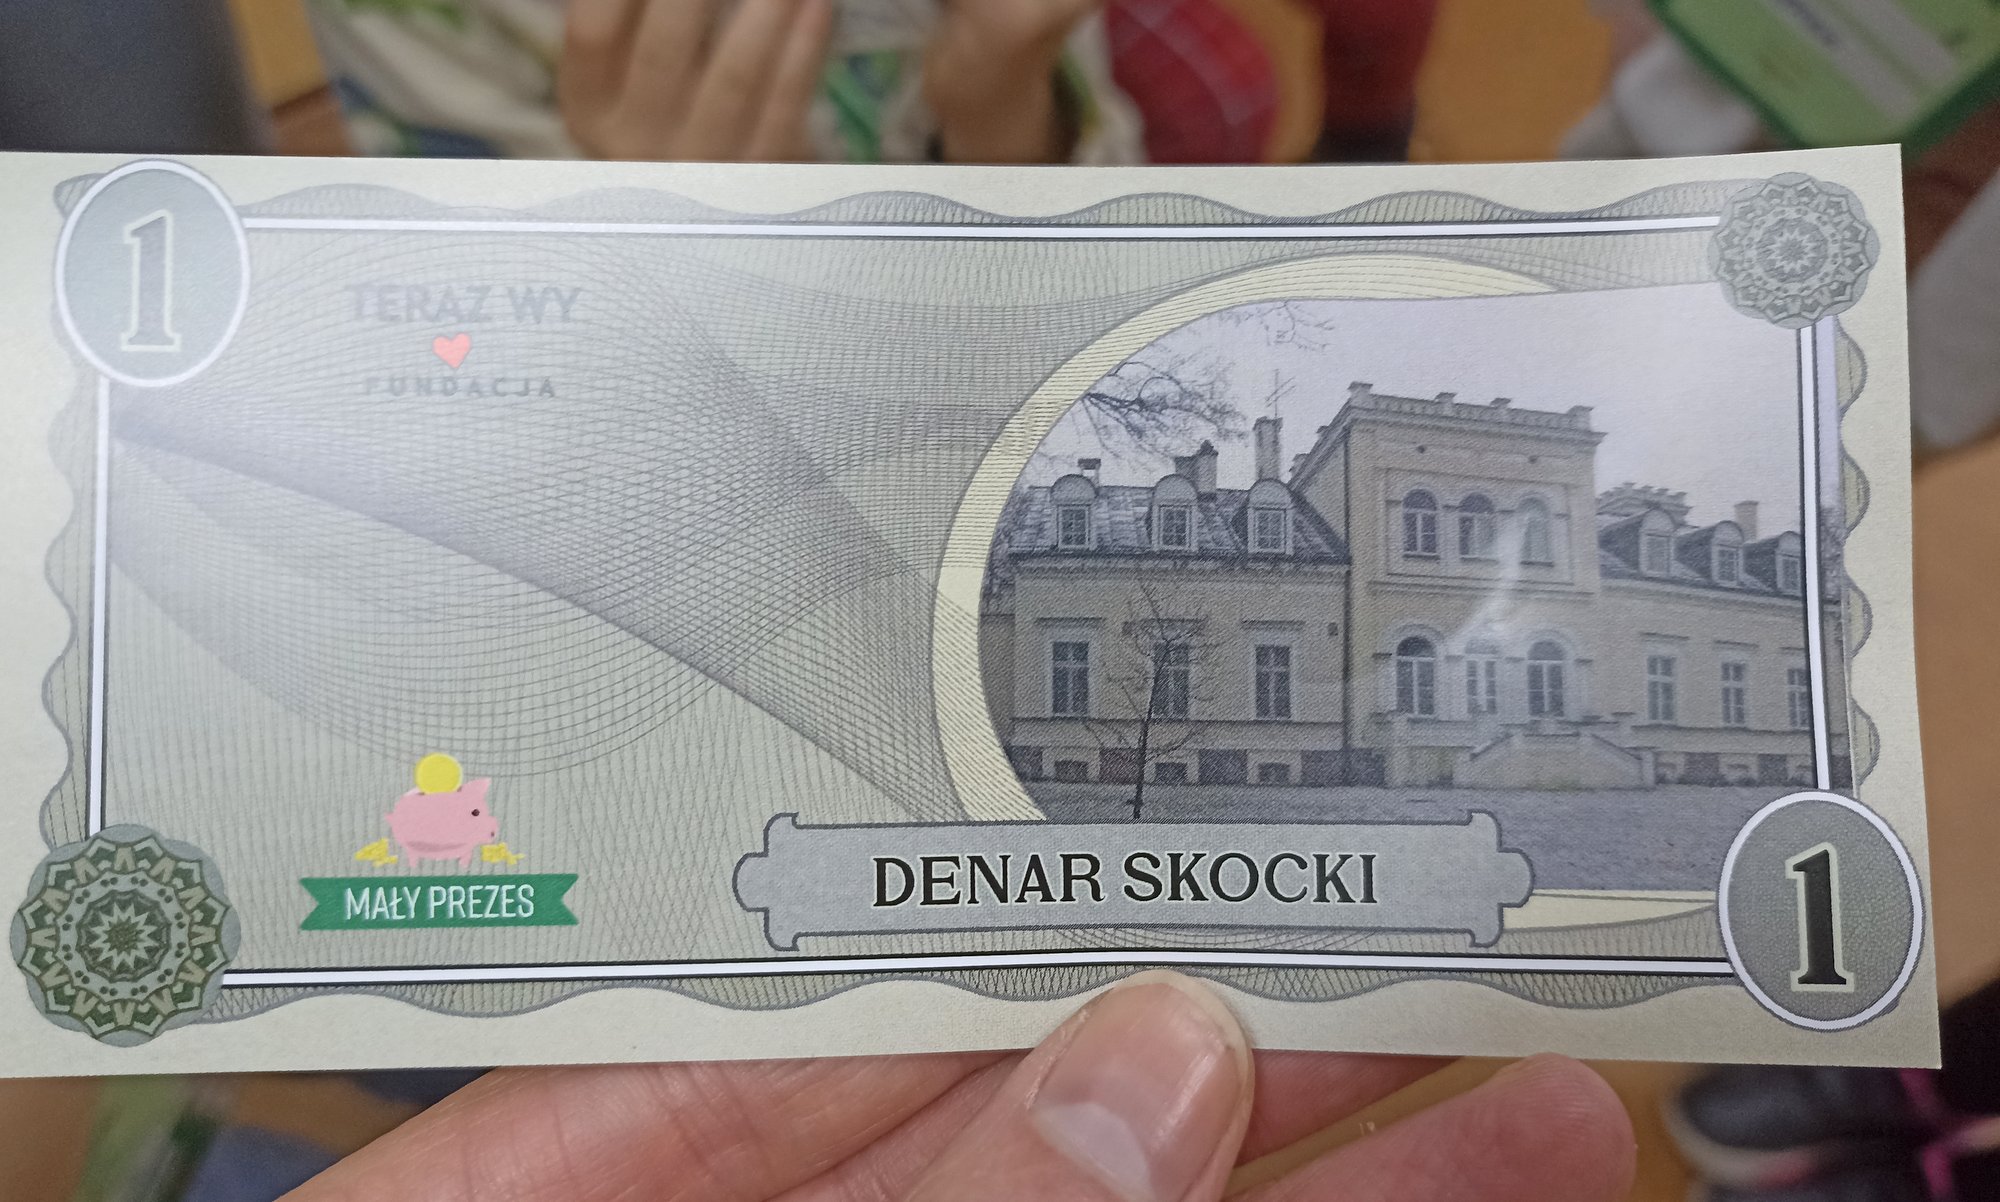 1
TERAZ WY
FUNDACJA
MAŁY PREZES
DENAR SKOCKI
1